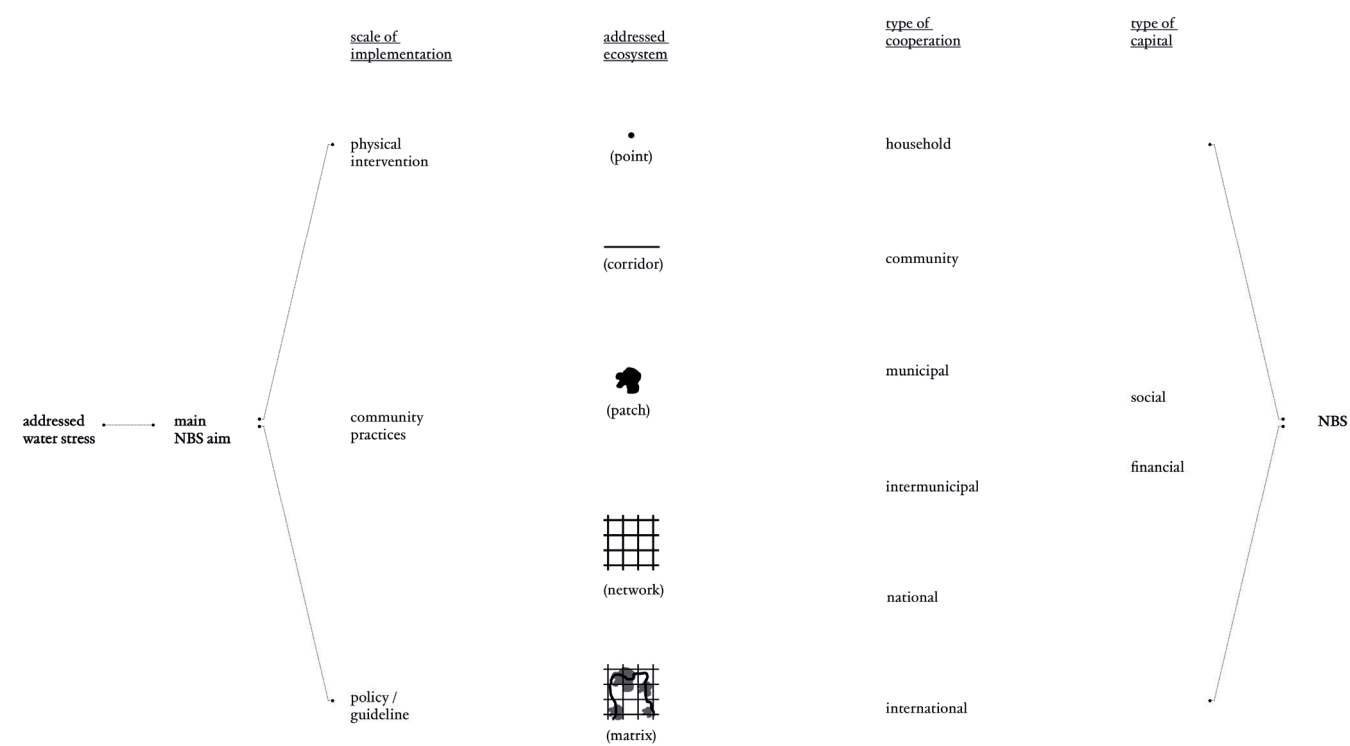 scale of
implementation
addressed
ecosystem
type of
cooperation
type of
capital
physical
intervention
(point)
household
(corridor)
community
municipal
social
(patch)
addressed
water stress
main
NBS aim
community
practices
NBS
financial
intermunicipal
(network)
national
policy /
guideline
international
(matrix)